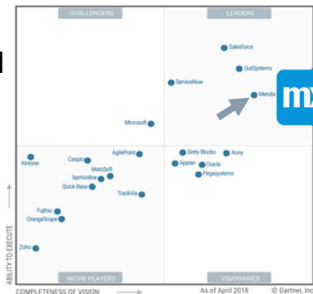 CHALLENGERS
LEADERS
Salesforce
OutSystems
ServiceNow
Mendix
mx
Microsoft
AgilePoint
Kintone
Caspio
MatsSoft
bpm'online
Quick Base
TrackVia
Fujitsu
OrangeScape
Zoho
Betty Blocks
Kony
Appian
Oracle
Pegasystems
ABILITY TO EXECUTE
NICHE PLAYERS
VISIONARIES
COMPLETENESS OF VISION
As of April 2018
© Gartner, Inc